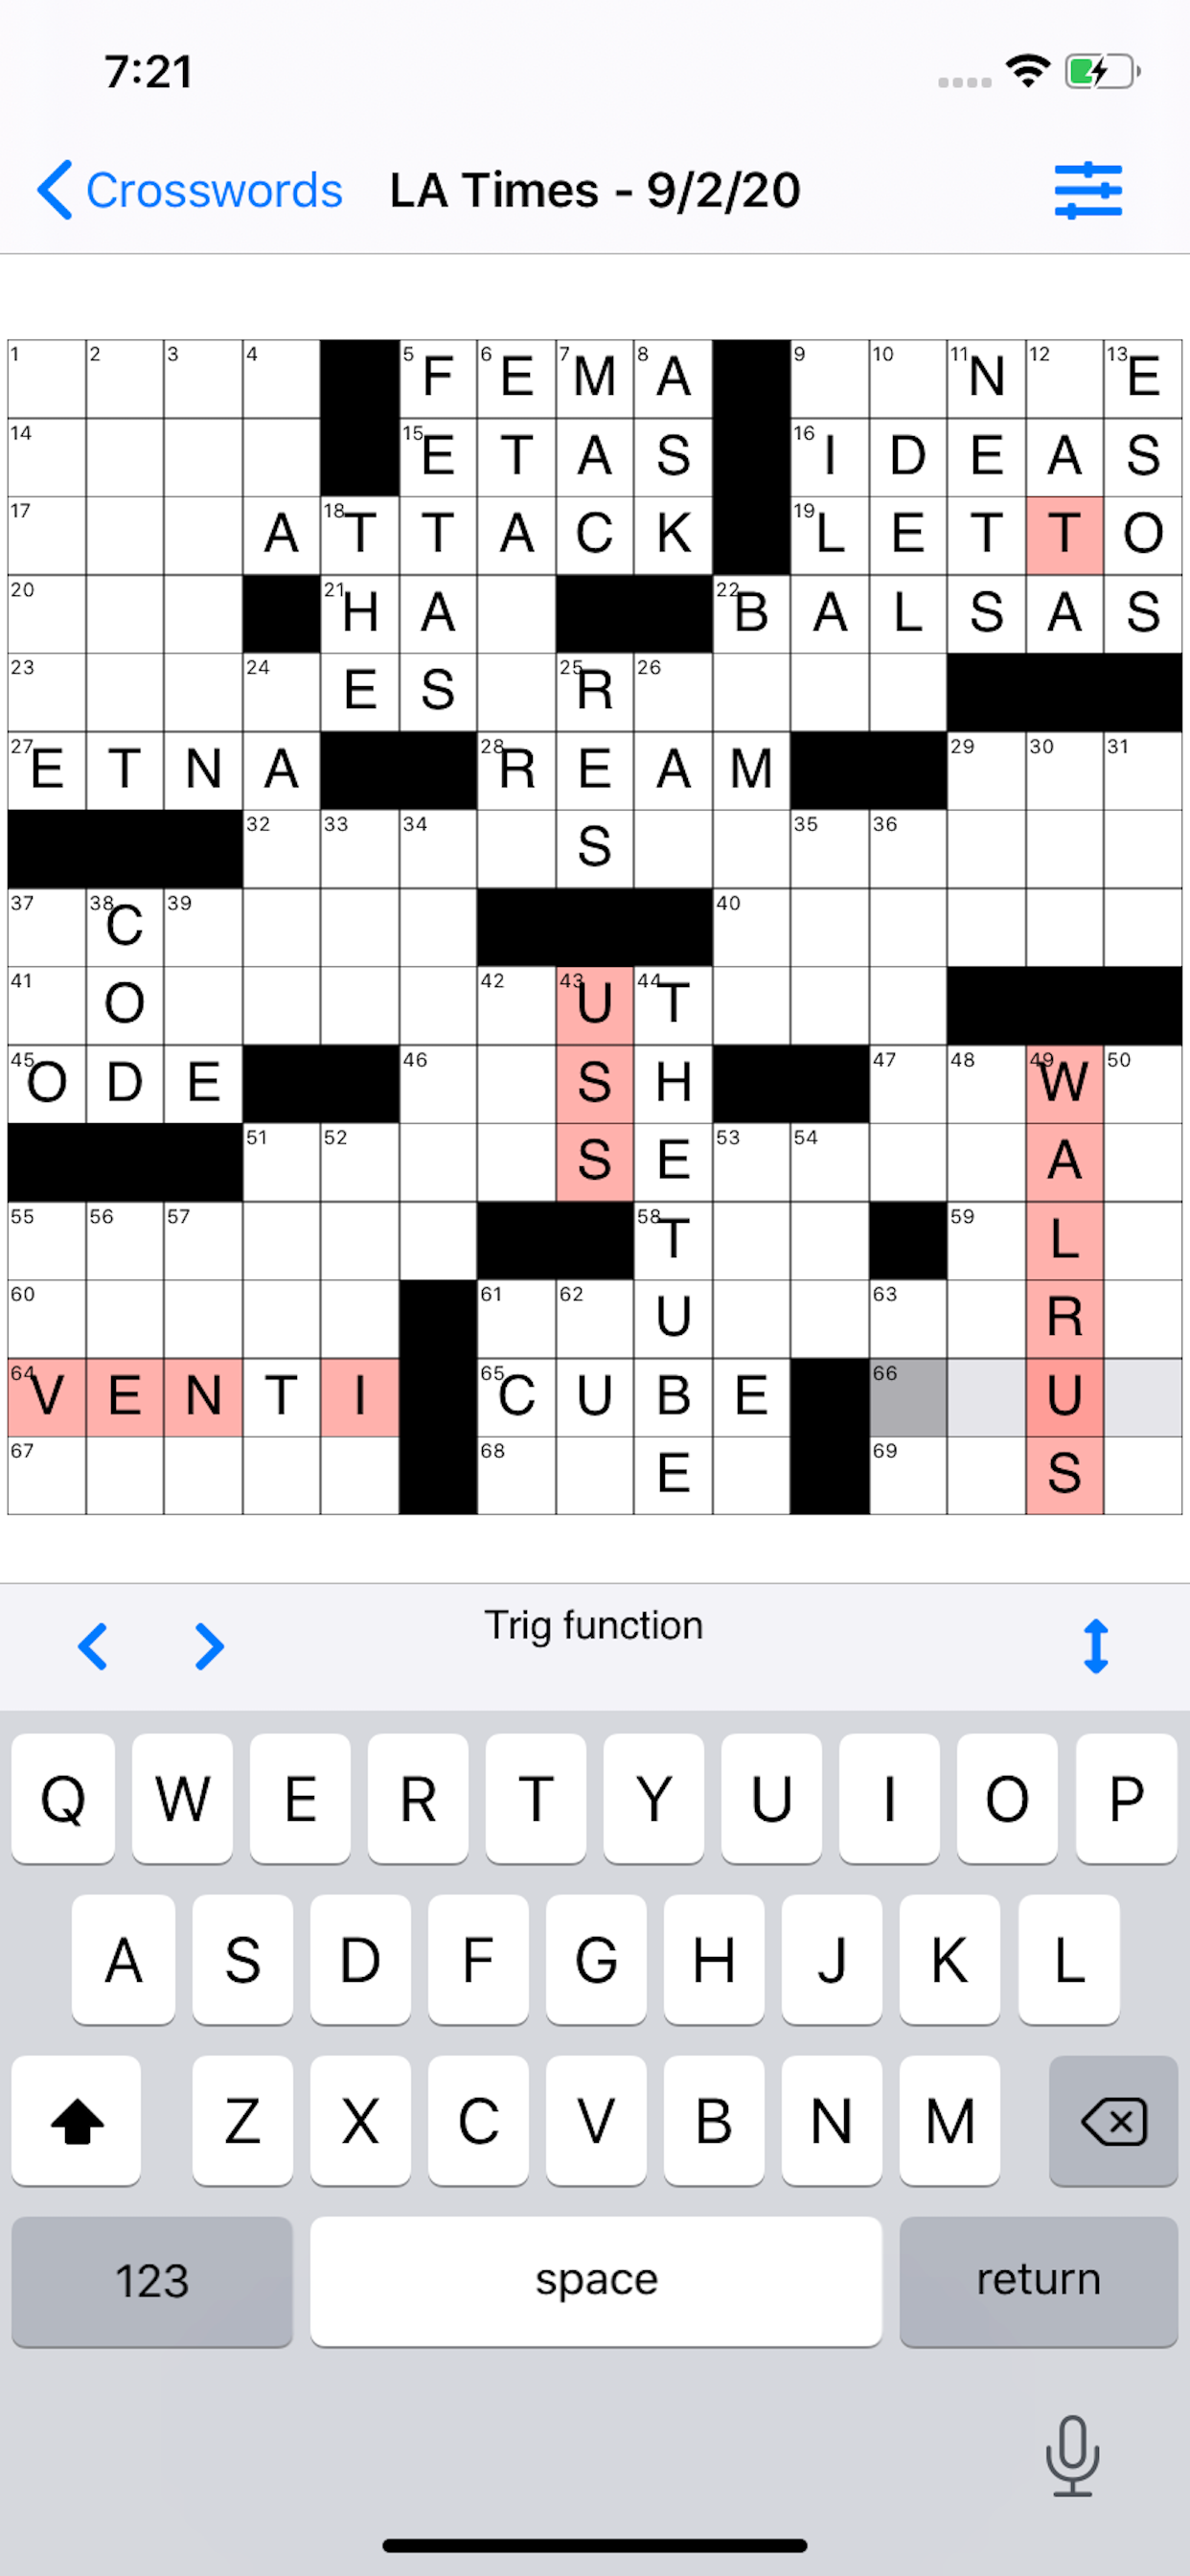 7:21
Crosswords LA Times - 9/2/20
1 2 3 4 5 F 6 E 7 M 8 A 9 10 11 N 12 13 E
14 15 E T A S 16 I D E A S
17 A 18 T T A C K 19 L E T T O
20 21 H A 22 B A L S A S
23 24 E S 25 R 26
27 E T N A 28 R E A M 29 30 31
32 33 34 S 35 36
37 38 C 39 40
41 O 42 43 U 44 T
45 O D E 46 S H 47 48 49 W 50
51 52 S E 53 54 A
55 56 57 58 T 59 L
60 61 62 U 63 R
64 V E N T I 65 C U B E 66 U
67 68 E 69 S
Trig function
Q W E R T Y U I O P
A S D F G H J K L
Z X C V B N M
123 space return